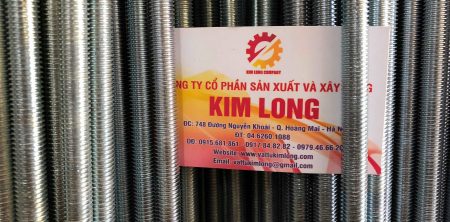 KIM LONG COMPANY
TY CỔ PHẦN SẢN XUẤT VÀ XÂY
KIM LONG
ĐC: 748 Đường Nguyễn Khoái - Q. Hoàng Mai - Hà
ĐT: 04.6260.1088
DĐ: 0915.681.861 - 0917.84.82.82 - 0979.46.66.20
Website: www.vattukimlong.com
Email: vattukimlong@gmail.com